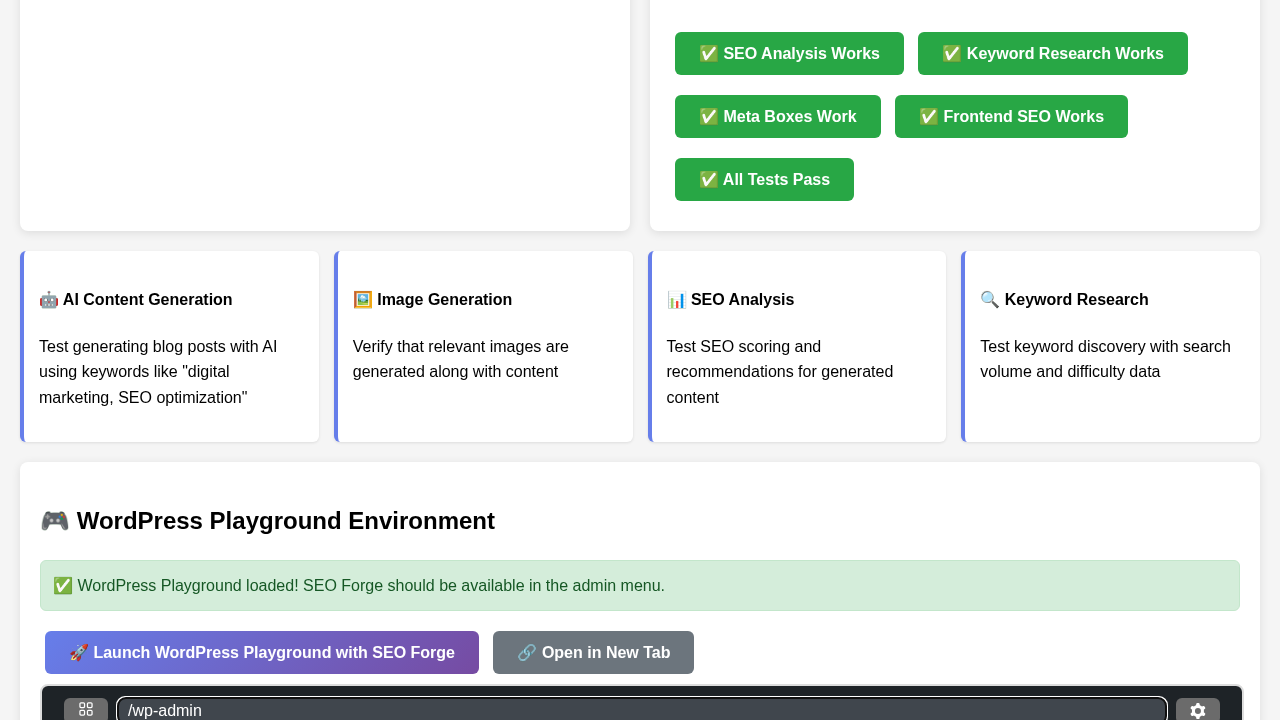 ✅ SEO Analysis Works
✅ Keyword Research Works
✅ Meta Boxes Work
✅ Frontend SEO Works
✅ All Tests Pass
🤖 AI Content Generation
Test generating blog posts with AI
using keywords like "digital
marketing, SEO optimization"
🖼️ Image Generation
Verify that relevant images are
generated along with content
📊 SEO Analysis
Test SEO scoring and
recommendations for generated
content
🔍 Keyword Research
Test keyword discovery with search
volume and difficulty data
🎮 WordPress Playground Environment
✅ WordPress Playground loaded! SEO Forge should be available in the admin menu.
🚀 Launch WordPress Playground with SEO Forge
🔗 Open in New Tab
/wp-admin